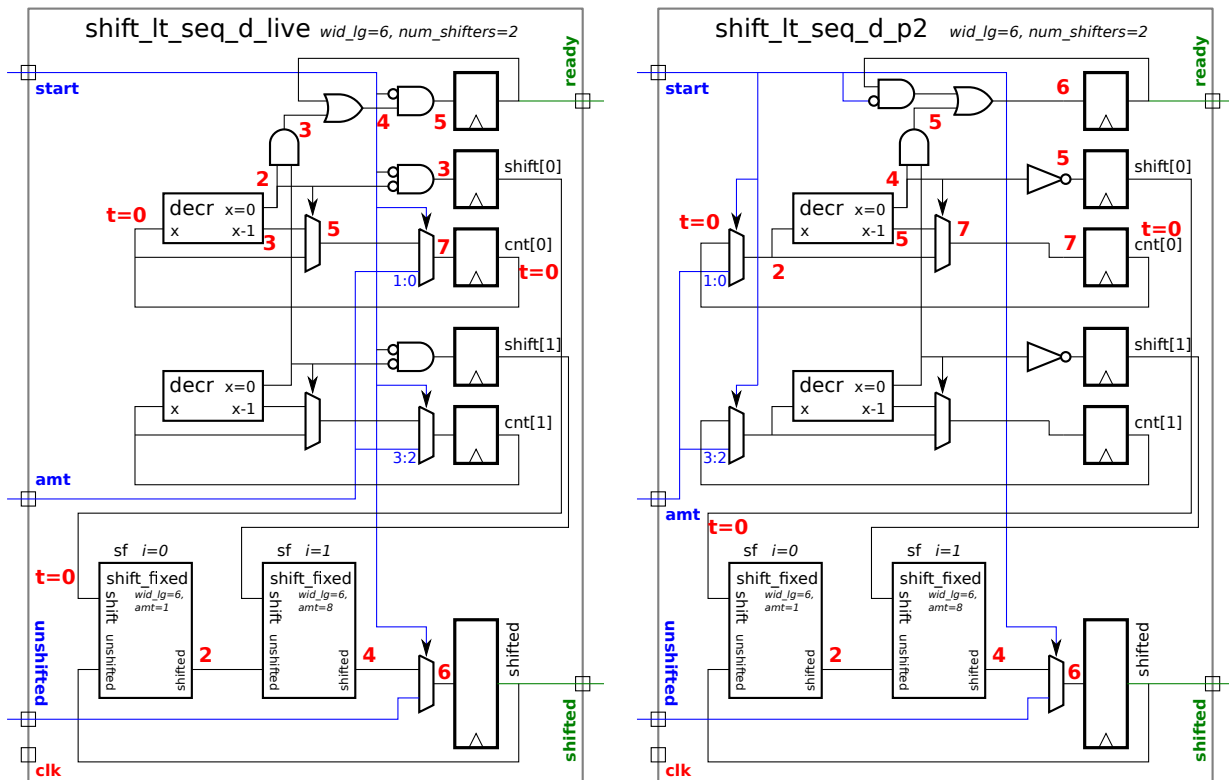 shift_lt_seq_d_live wid_lg=6, num_shifters=2
ready
start
3
4
5
2
3
shift[0]
t=0
decr x=0
x x-1
3
5
7
cnt[0]
t=0
1:0
shift[1]
decr x=0
x x-1
cnt[1]
3:2
amt
sf i=0
sf i=1
t=0
shift_fixed
wid_lg=6,
amt=1
shift
unshifted
shifted
2
shift_fixed
wid_lg=6,
amt=8
shift
unshifted
shifted
4
6
shifted
unshifted
shifted
clk
shift_lt_seq_d_p2 wid_lg=6, num_shifters=2
ready
start
6
5
5
4
shift[0]
t=0
decr x=0
x x-1
5
7
7
t=0
cnt[0]
2
1:0
shift[1]
decr x=0
x x-1
cnt[1]
3:2
amt
t=0
sf i=0
sf i=1
shift_fixed
wid_lg=6,
amt=1
shift
unshifted
shifted
2
shift_fixed
wid_lg=6,
amt=8
shift
unshifted
shifted
4
6
shifted
unshifted
shifted
clk